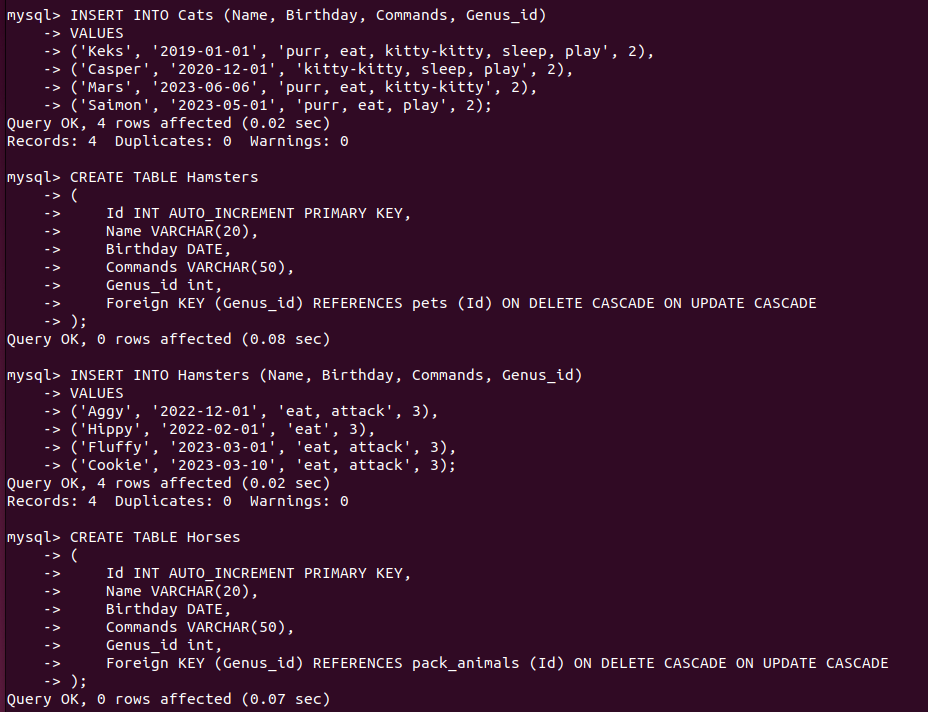 mysql> INSERT INTO Cats (Name, Birthday, Commands, Genus_id)
    -> VALUES
    -> ('Keks', '2019-01-01', 'purr, eat, kitty-kitty, sleep, play', 2),
    -> ('Casper', '2020-12-01', 'kitty-kitty, sleep, play', 2),
    -> ('Mars', '2023-06-06', 'purr, eat, kitty-kitty', 2),
    -> ('Saimon', '2023-05-01', 'purr, eat, play', 2);
Query OK, 4 rows affected (0.02 sec)
Records: 4  Duplicates: 0  Warnings: 0

mysql> CREATE TABLE Hamsters
    -> (
    ->     Id INT AUTO_INCREMENT PRIMARY KEY,
    ->     Name VARCHAR(20),
    ->     Birthday DATE,
    ->     Commands VARCHAR(50),
    ->     Genus_id int,
    ->     Foreign KEY (Genus_id) REFERENCES pets (Id) ON DELETE CASCADE ON UPDATE CASCADE
    -> );
Query OK, 0 rows affected (0.08 sec)

mysql> INSERT INTO Hamsters (Name, Birthday, Commands, Genus_id)
    -> VALUES
    -> ('Aggy', '2022-12-01', 'eat, attack', 3),
    -> ('Hippy', '2022-02-01', 'eat', 3),
    -> ('Fluffy', '2023-03-01', 'eat, attack', 3),
    -> ('Cookie', '2023-03-10', 'eat, attack', 3);
Query OK, 4 rows affected (0.02 sec)
Records: 4  Duplicates: 0  Warnings: 0

mysql> CREATE TABLE Horses
    -> (
    ->     Id INT AUTO_INCREMENT PRIMARY KEY,
    ->     Name VARCHAR(20),
    ->     Birthday DATE,
    ->     Commands VARCHAR(50),
    ->     Genus_id int,
    ->     Foreign KEY (Genus_id) REFERENCES pack_animals (Id) ON DELETE CASCADE ON UPDATE CASCADE
    -> );
Query OK, 0 rows affected (0.07 sec)